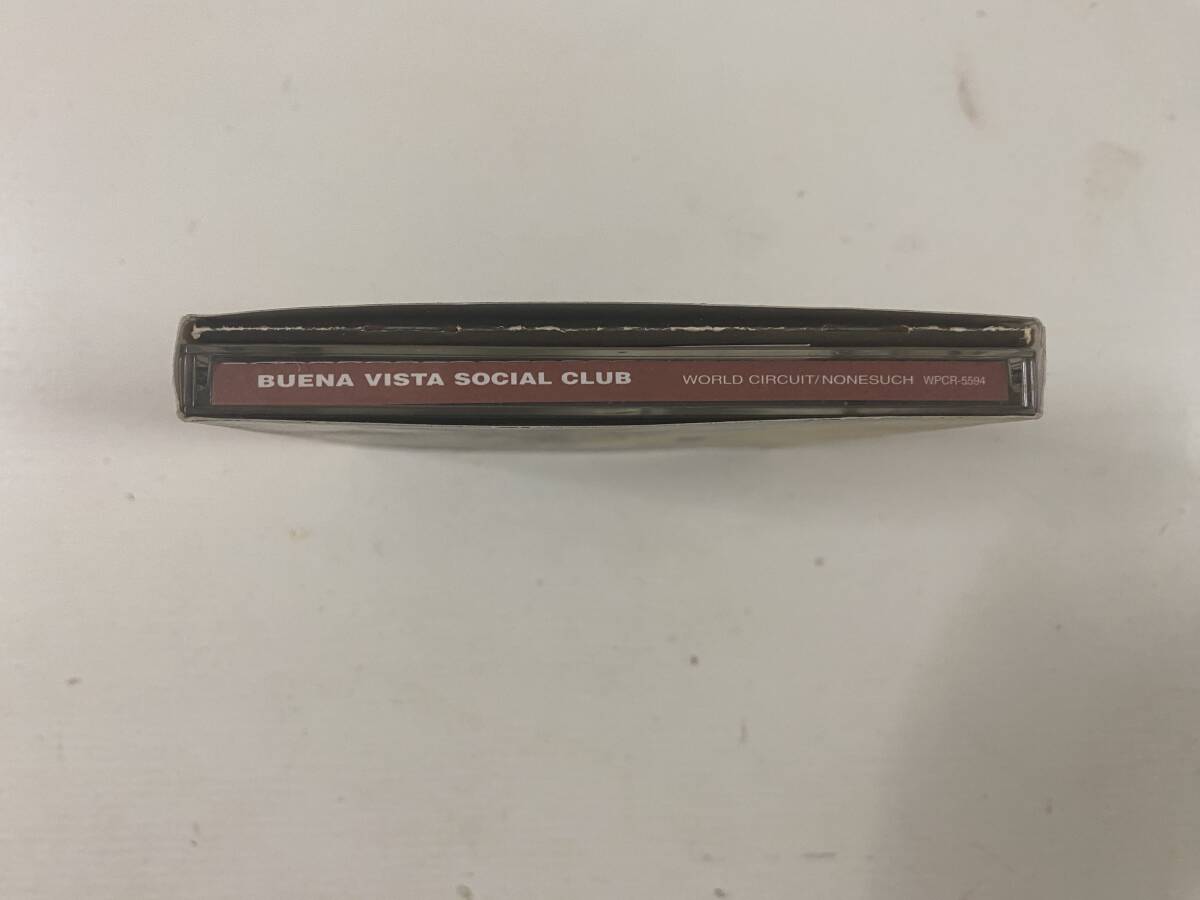 BUENA VISTA SOCIAL CLUB WORLD CIRCUIT/NONESUCH WPCR-5594